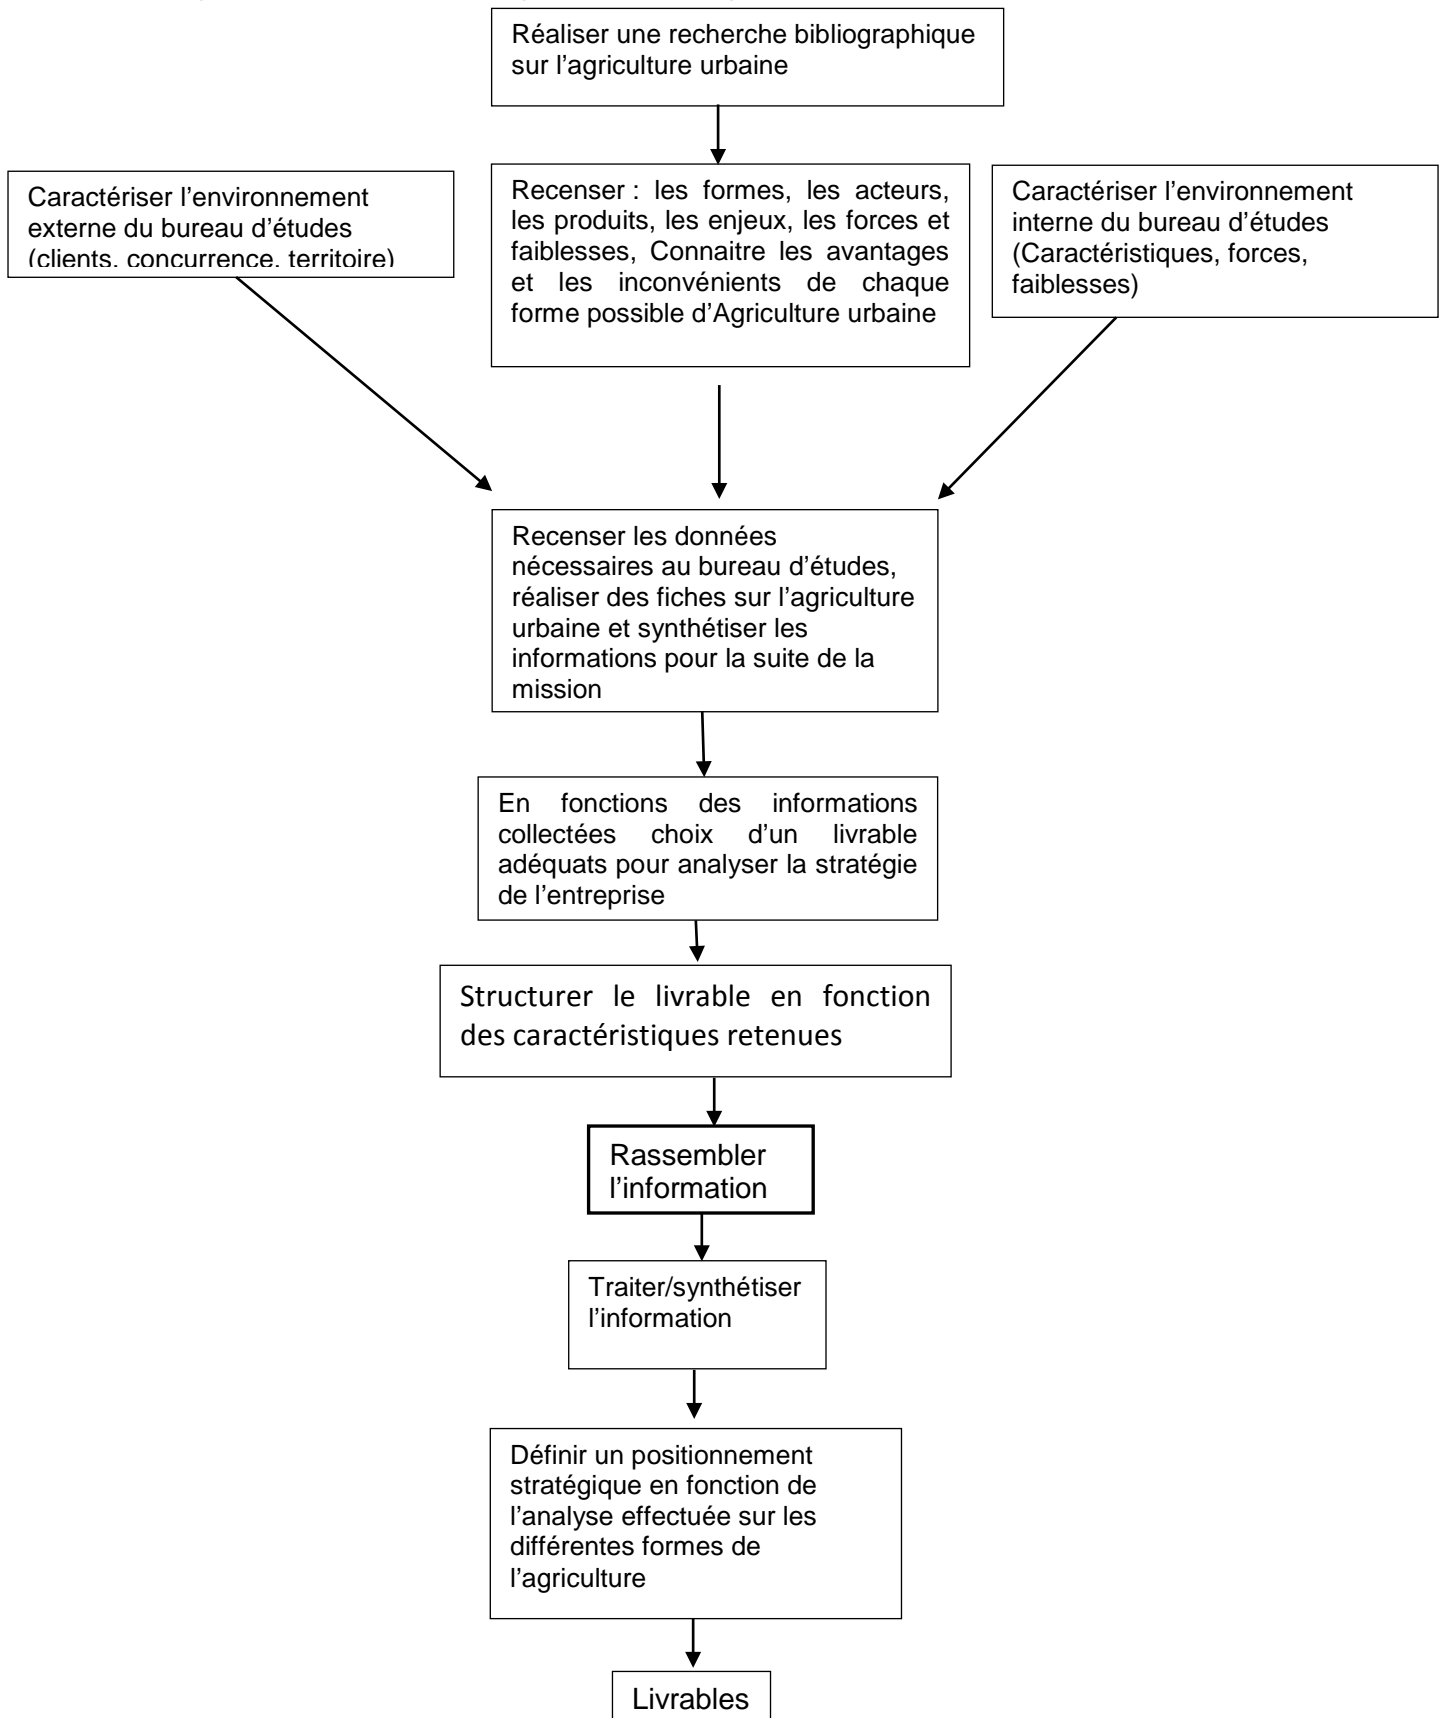 Réaliser une recherche bibliographique
sur l'agriculture urbaine
Caractériser l'environnement
externe du bureau d'études
(clients, concurrence, territoire)
Recenser : les formes, les acteurs,
les produits, les enjeux, les forces et
faiblesses, Connaitre les avantages
et les inconvénients de chaque
forme possible d'Agriculture urbaine
Caractériser l'environnement
interne du bureau d'études
(Caractéristiques, forces,
faiblesses)
Recenser les données
nécessaires au bureau d'études,
réaliser des fiches sur l'agriculture
urbaine et synthétiser les
informations pour la suite de la
mission
En fonctions des informations
collectées choix d'un livrable
adéquats pour analyser la stratégie
de l'entreprise
Structurer le livrable en fonction
des caractéristiques retenues
Rassembler
l'information
Traiter/synthétiser
l'information
Définir un positionnement
stratégique en fonction de
l'analyse effectuée sur les
différentes formes de
l'agriculture
Livrables